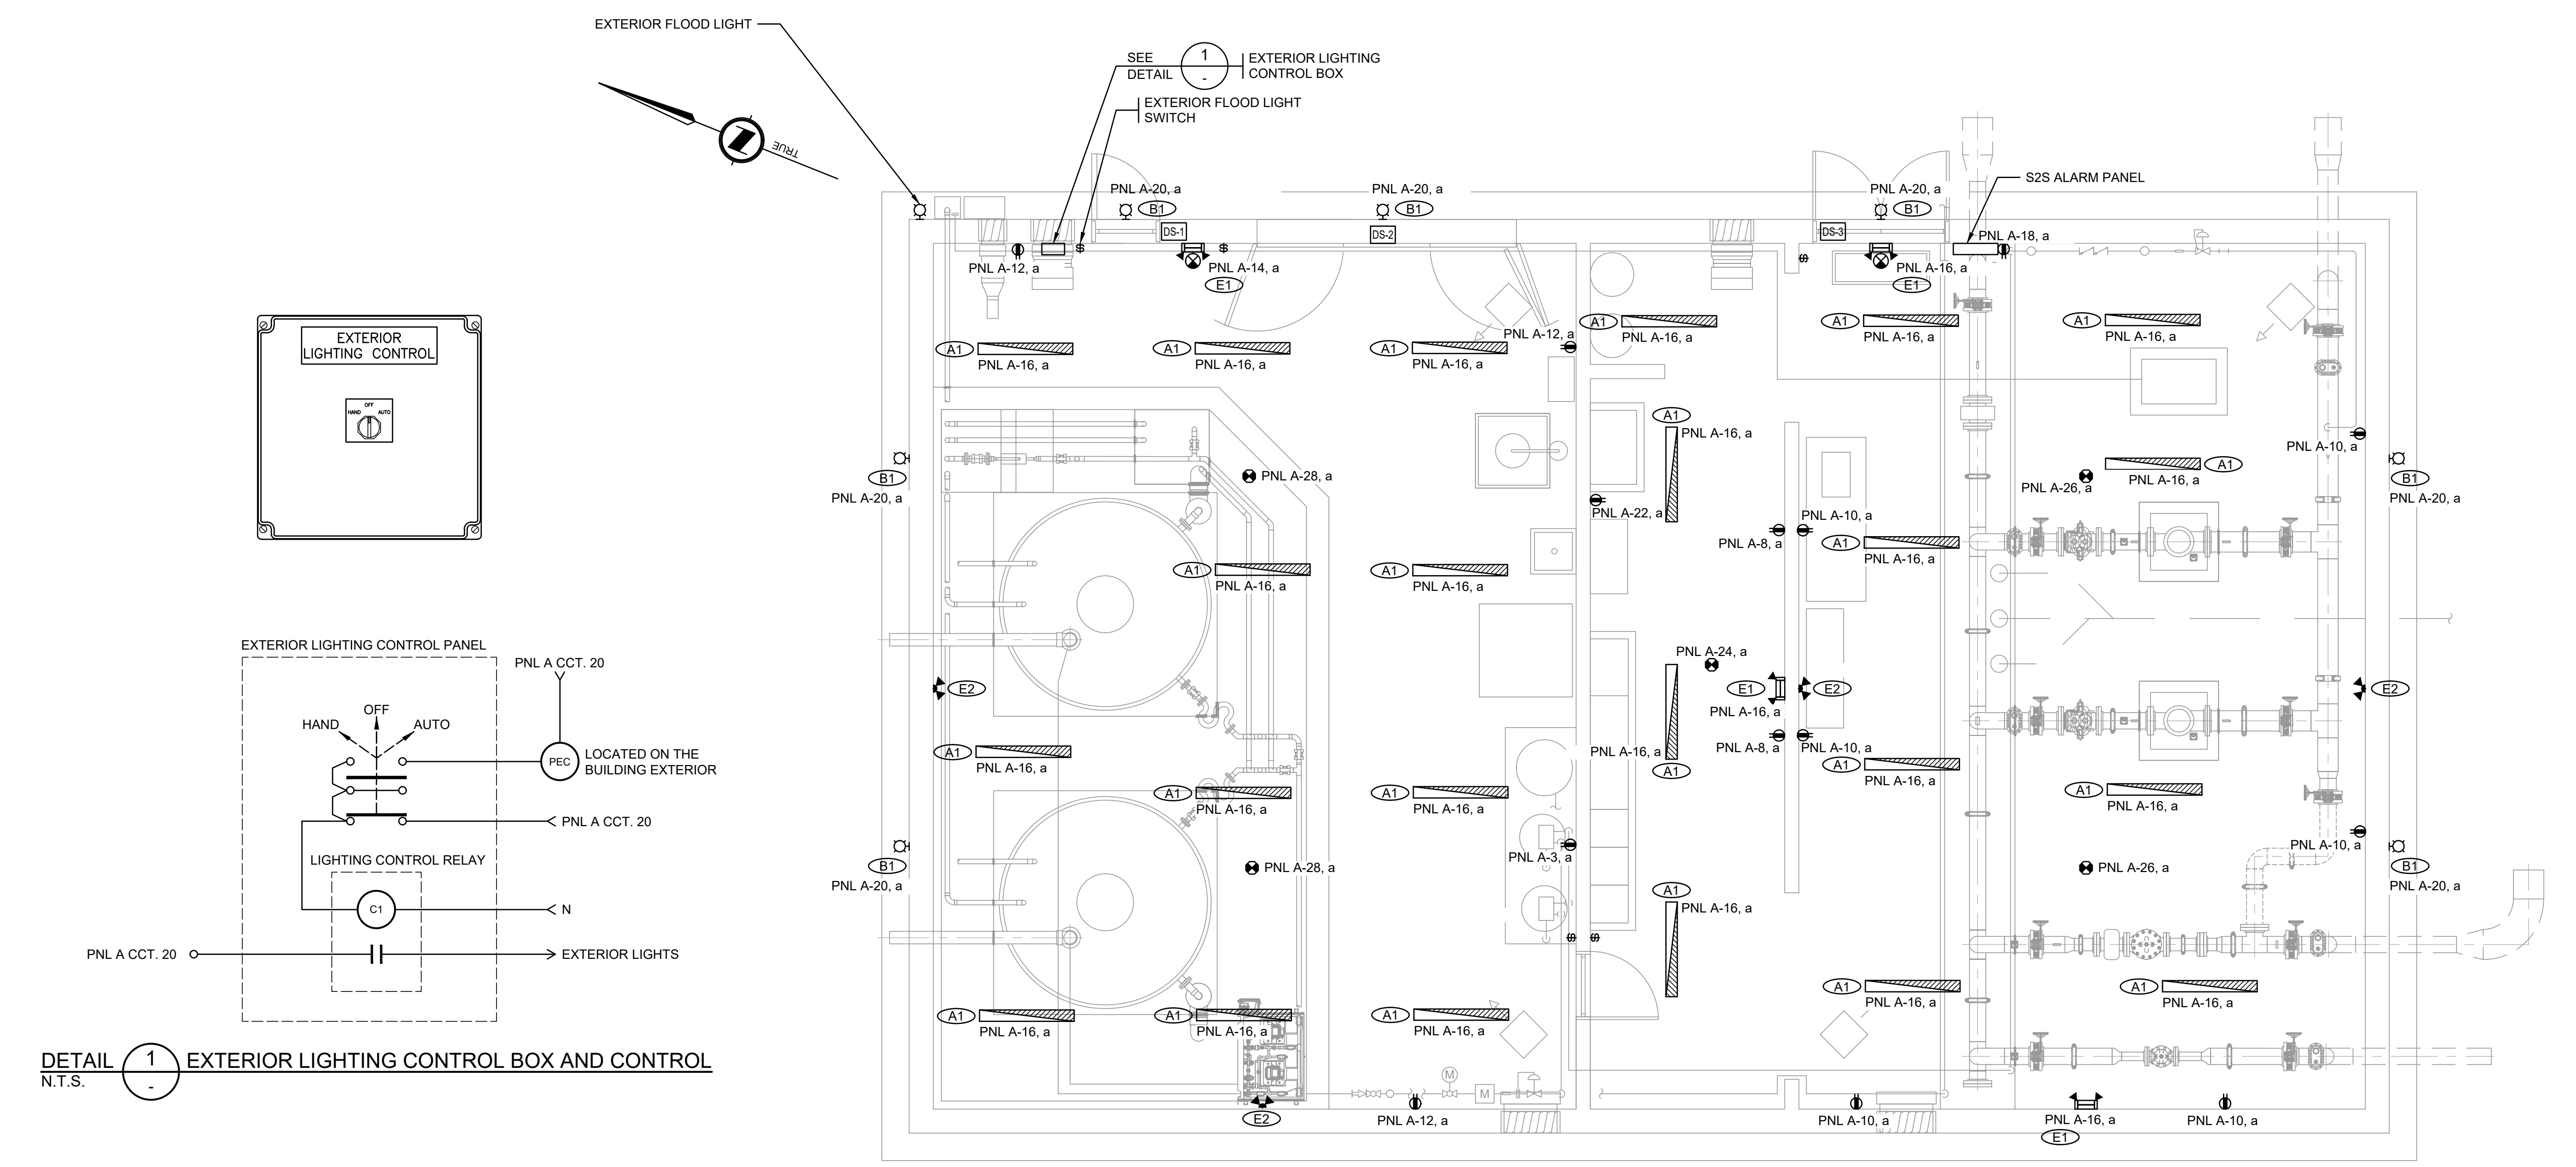 EXTERIOR FLOOD LIGHT
SEE
DETAIL
1
-
EXTERIOR LIGHTING
CONTROL BOX
EXTERIOR FLOOD LIGHT
SWITCH
TRUE
S2S ALARM PANEL
PNL A-20, a
B1
PNL A-20, a
B1
PNL A-20, a
B1
DS-1
DS-2
DS-3
PNL A-18, a
PNL A-12, a
PNL A-14, a
E1
PNL A-16, a
E1
A1
PNL A-16, a
A1
PNL A-16, a
A1
PNL A-16, a
PNL A-12, a
A1
PNL A-16, a
A1
PNL A-16, a
A1
PNL A-16, a
EXTERIOR
LIGHTING CONTROL
OFF
HAND
AUTO
A1
PNL A-16, a
PNL A-10, a
B1
PNL A-20, a
PNL A-28, a
PNL A-22, a
PNL A-26, a
PNL A-16, a
A1
B1
PNL A-20, a
PNL A-8, a
PNL A-10, a
A1
PNL A-16, a
A1
PNL A-16, a
A1
PNL A-16, a
EXTERIOR LIGHTING CONTROL PANEL
PNL A CCT. 20
OFF
HAND
AUTO
PEC
LOCATED ON THE
BUILDING EXTERIOR
PNL A CCT. 20
LIGHTING CONTROL RELAY
C1
N
PNL A CCT. 20
EXTERIOR LIGHTS
E2
PNL A-24, a
E1
PNL A-16, a
E2
E2
A1
PNL A-16, a
PNL A-16, a
A1
PNL A-8, a
PNL A-10, a
A1
PNL A-16, a
A1
PNL A-16, a
A1
PNL A-16, a
A1
PNL A-16, a
B1
PNL A-20, a
PNL A-28, a
PNL A-3, a
A1
PNL A-16, a
PNL A-26, a
PNL A-10, a
B1
PNL A-20, a
A1
PNL A-16, a
A1
PNL A-16, a
A1
PNL A-16, a
A1
PNL A-16, a
A1
PNL A-16, a
M
M
E2
PNL A-12, a
PNL A-10, a
PNL A-16, a
E1
PNL A-10, a
DETAIL
1
-
EXTERIOR LIGHTING CONTROL BOX AND CONTROL
N.T.S.